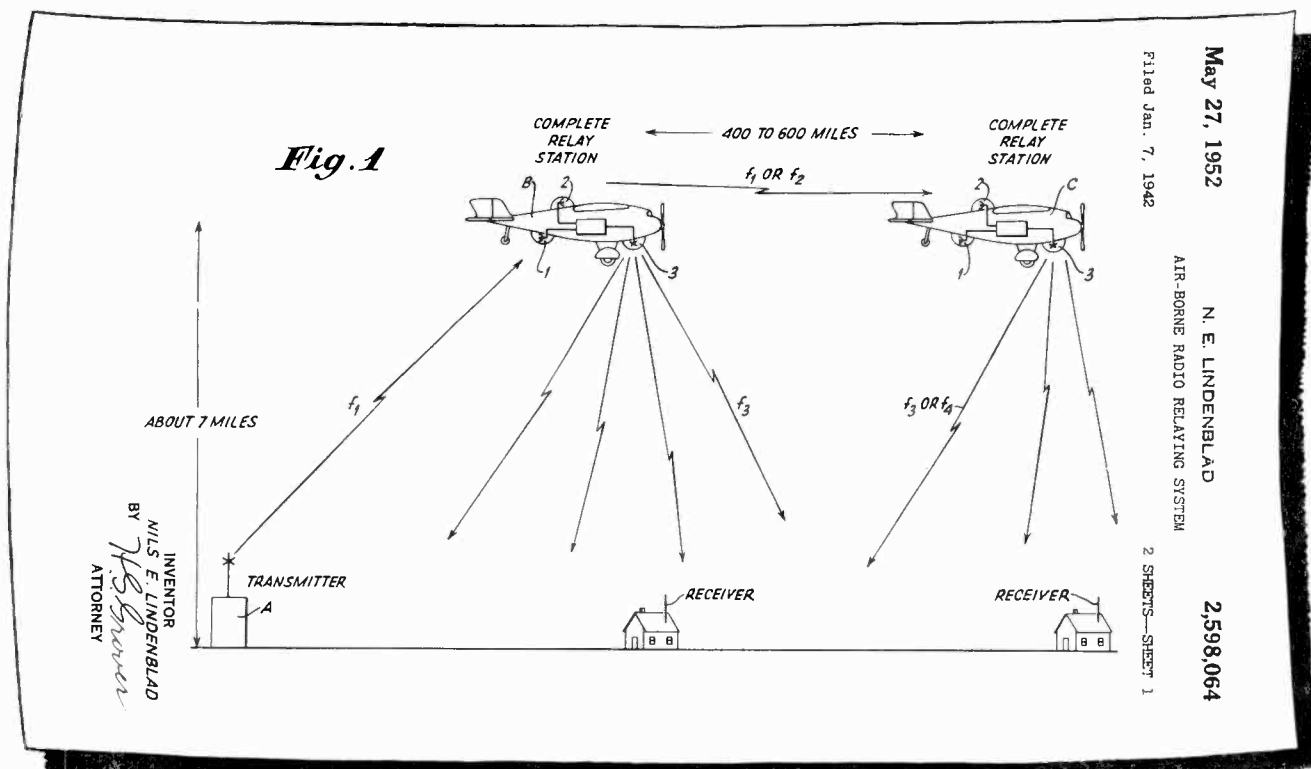 May 27, 1952
N. E. LINDENBLAD
2,598,064
AIR-BORNE RADIO RELAYING SYSTEM
Filed Jan. 7, 1942
2 SHEETS—SHEET 1
Fig. 1
COMPLETE
RELAY
STATION
400 TO 600 MILES
COMPLETE
RELAY
STATION
f1 OR f2
B
2
1
3
2
C
1
3
ABOUT 7 MILES
f1
f3
f3 OR f4
TRANSMITTER
A
RECEIVER
RECEIVER
INVENTOR
NILS E. LINDENBLAD
BY H. G. Grover
ATTORNEY